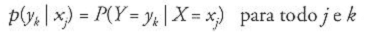 p(y_k | x_j) = P(Y = y_k | X = x_j) para todo j e k